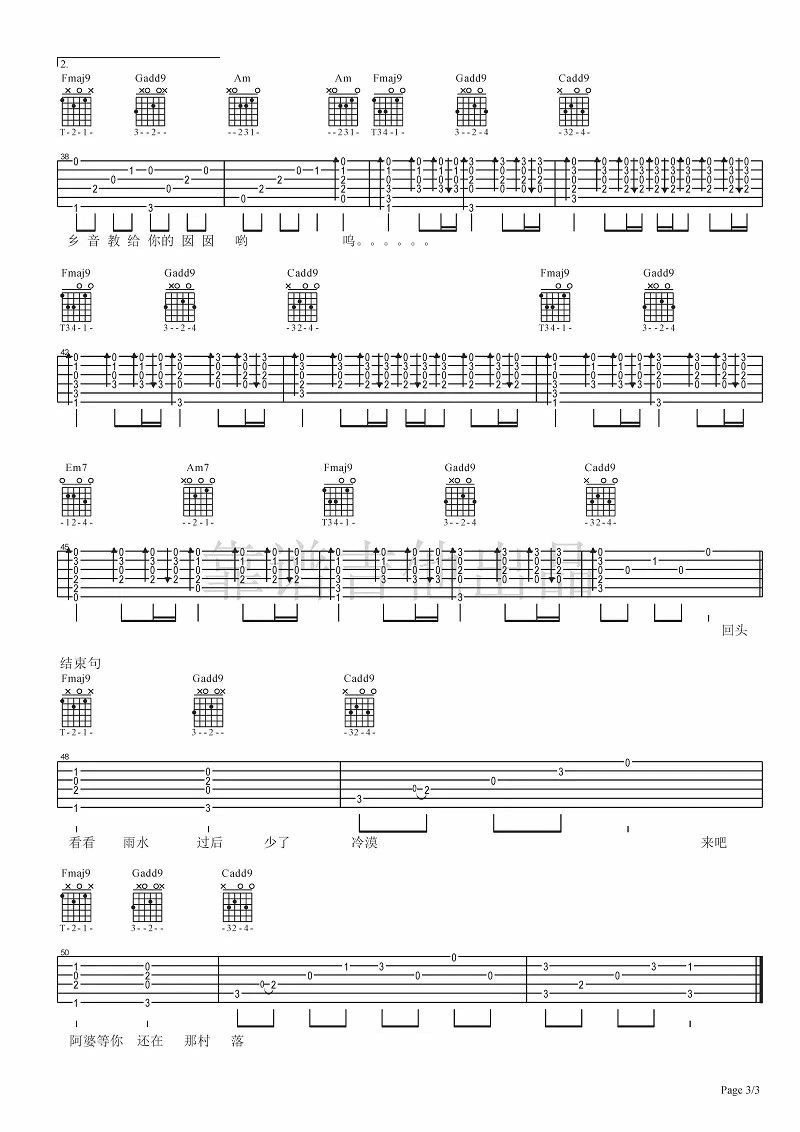 2.
Fmaj9 Gadd9 Am Am Fmaj9 Gadd9 Cadd9
T-2-1- 3--2-- --231- --231- T34-1- 3--2-4 -32-4-
38
乡 音 教 给 你的 囡 囡 哟 呜。。。。。。
Fmaj9 Gadd9 Cadd9 Fmaj9 Gadd9
T34-1- 3--2-4 -32-4- T34-1- 3--2-4
Em7 Am7 Fmaj9 Gadd9 Cadd9
-12-4- --2-1- T34-1- 3--2-4 -32-4-
45
靠谱吉他出品
回头
结束句
Fmaj9 Gadd9 Cadd9
T-2-1- 3--2-- -32-4-
48
看看 雨水 过后 少了 冷漠 来吧
Fmaj9 Gadd9 Cadd9
T-2-1- 3--2-- -32-4-
50
阿婆等你 还在 那村 落
Page 3/3